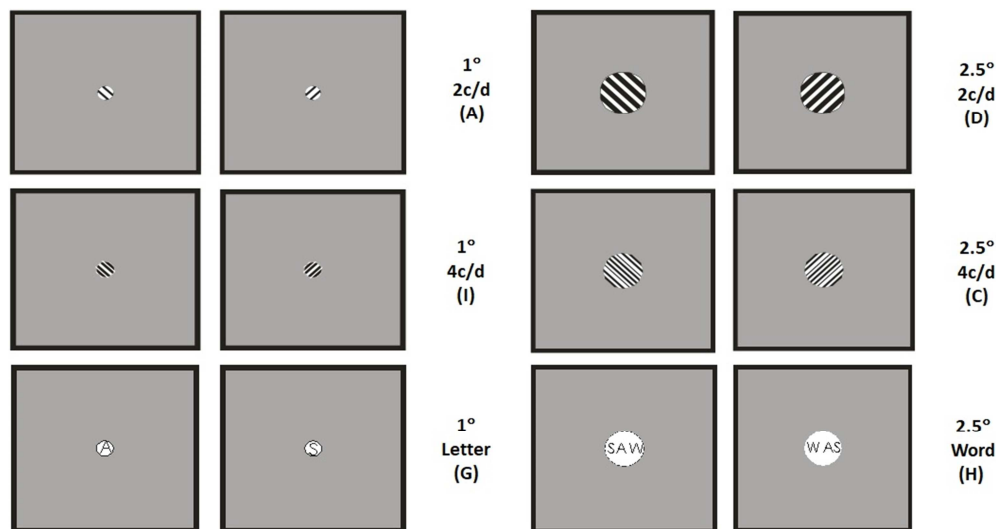 1°
2c/d
(A)
2.5°
2c/d
(D)
1°
4c/d
(I)
2.5°
4c/d
(C)
A
S
1°
Letter
(G)
SAW
WAS
2.5°
Word
(H)